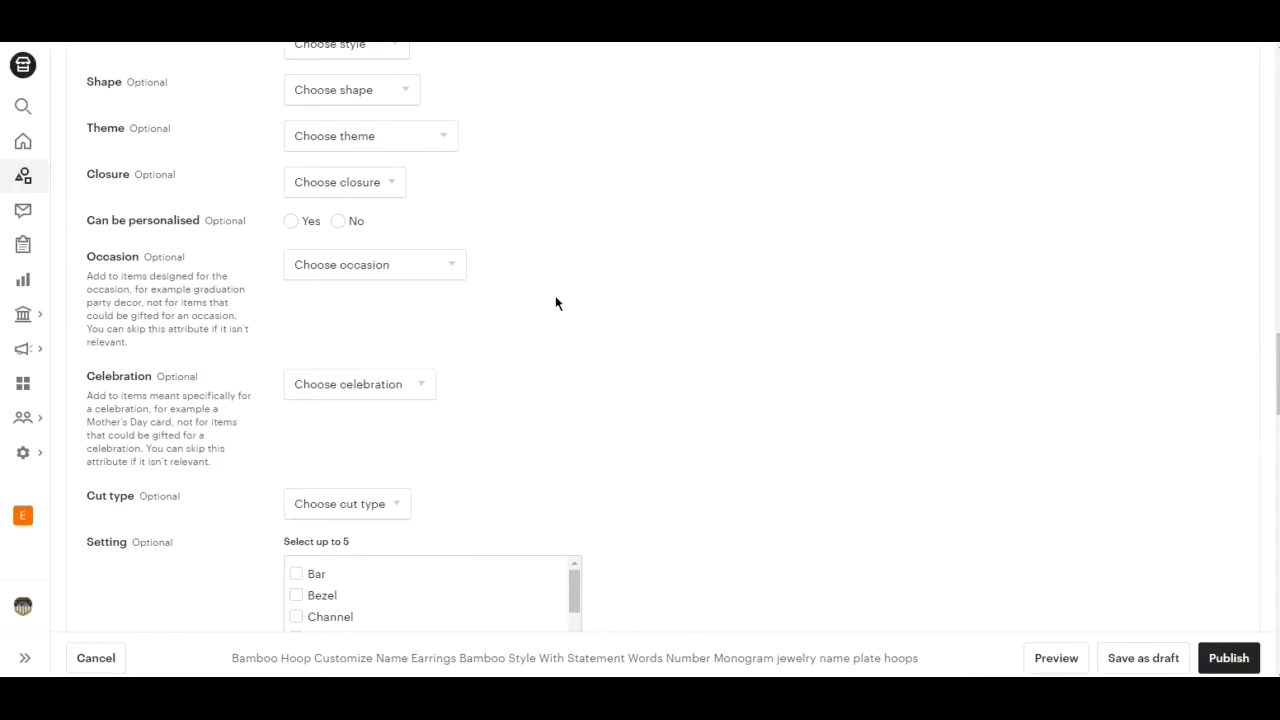 Choose style
Shape Optional
Choose shape
Theme Optional
Choose theme
Closure Optional
Choose closure
Can be personalised Optional
Yes No
Occasion Optional
Choose occasion
Add to items designed for the
occasion, for example graduation
party decor, not for items that
could be gifted for an occasion.
You can skip this attribute if it isn't
relevant.
Celebration Optional
Choose celebration
Add to items meant specifically for
a celebration, for example a
Mother's Day card, not for items
that could be gifted for a
celebration. You can skip this
attribute if it isn't relevant.
Cut type Optional
Choose cut type
Setting Optional
Select up to 5
Bar
Bezel
Channel
E
Cancel
Bamboo Hoop Customize Name Earrings Bamboo Style With Statement Words Number Monogram jewelry name plate hoops
Preview
Save as draft
Publish